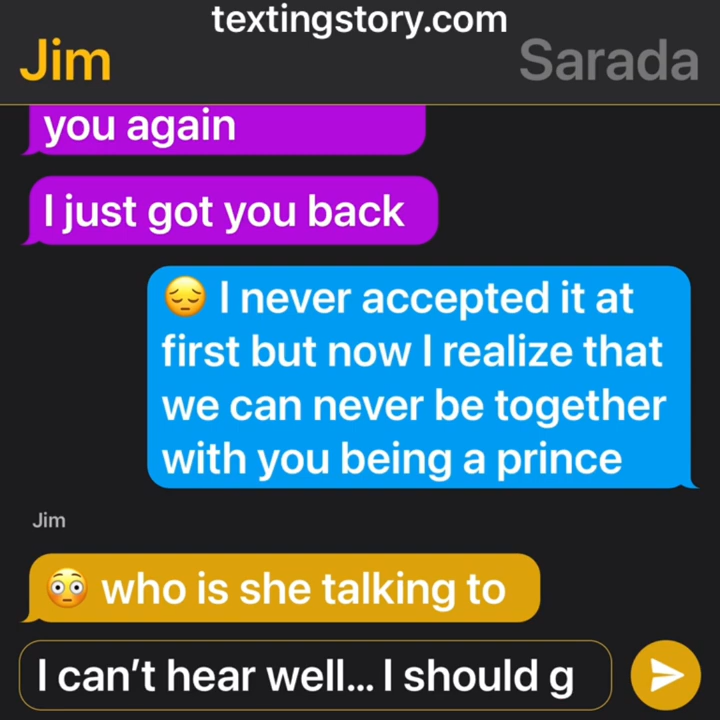 textingstory.com
Jim
Sarada
you again
I just got you back
😔 I never accepted it at
first but now I realize that
we can never be together
with you being a prince
Jim
😳 who is she talking to
I can't hear well... I should g